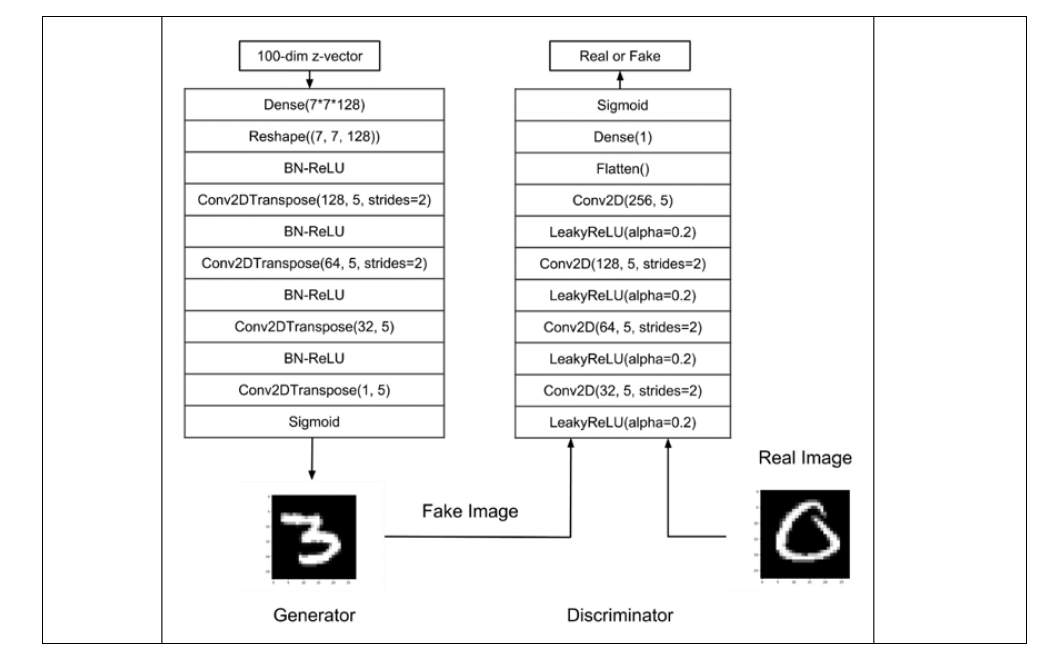 100-dim z-vector
Dense(7*7*128)
Reshape((7, 7, 128))
BN-ReLU
Conv2DTranspose(128, 5, strides=2)
BN-ReLU
Conv2DTranspose(64, 5, strides=2)
BN-ReLU
Conv2DTranspose(32, 5)
BN-ReLU
Conv2DTranspose(1, 5)
Sigmoid
Generator
Real or Fake
Sigmoid
Dense(1)
Flatten()
Conv2D(256, 5)
LeakyReLU(alpha=0.2)
Conv2D(128, 5, strides=2)
LeakyReLU(alpha=0.2)
Conv2D(64, 5, strides=2)
LeakyReLU(alpha=0.2)
Conv2D(32, 5, strides=2)
LeakyReLU(alpha=0.2)
Fake Image
Real Image
Discriminator
3
0